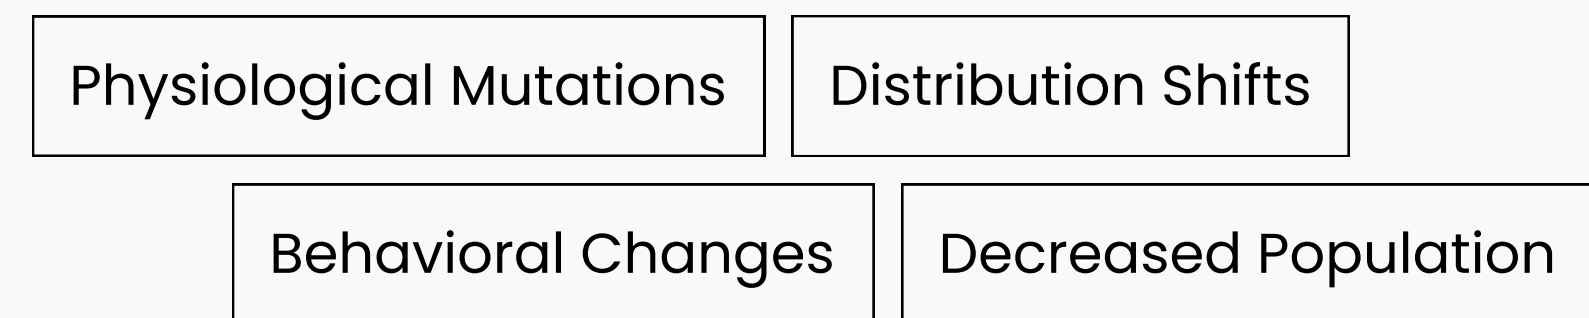 Physiological Mutations
Distribution Shifts
Behavioral Changes
Decreased Population